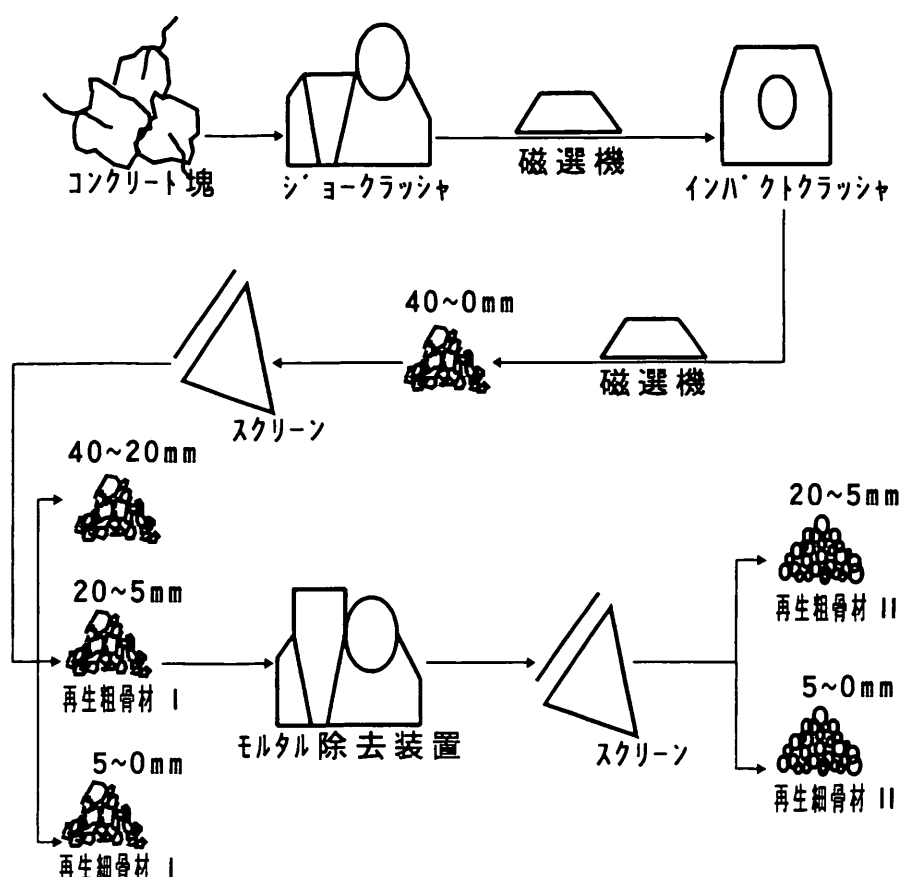 コンクリート塊
ジョークラッシャ
磁選機
インパクトクラッシャ
40~0mm
磁選機
スクリーン
40~20mm
20~5mm
再生粗骨材 I
5~0mm
再生細骨材 I
モルタル除去装置
スクリーン
20~5mm
再生粗骨材 II
5~0mm
再生細骨材 II